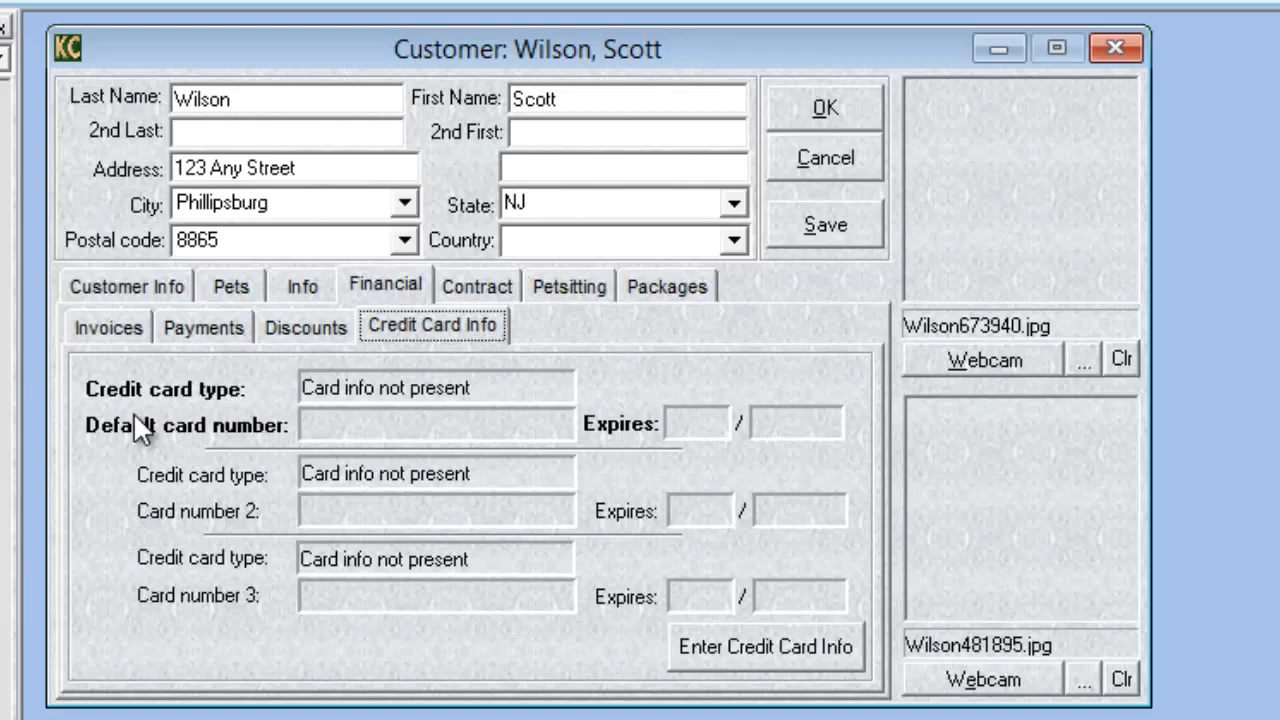 KC Customer: Wilson, Scott
Last Name: Wilson First Name: Scott OK
2nd Last: 2nd First:
Address: 123 Any Street Cancel
City: Phillipsburg State: NJ
Postal code: 8865 Country: Save
Customer Info Pets Info Financial Contract Petsitting Packages
Invoices Payments Discounts Credit Card Info
Wilson673940.jpg
Webcam ... Clr
Credit card type: Card info not present
Default card number: Expires: /
Credit card type: Card info not present
Card number 2: Expires: /
Credit card type: Card info not present
Card number 3: Expires: /
Enter Credit Card Info
Wilson481895.jpg
Webcam ... Clr